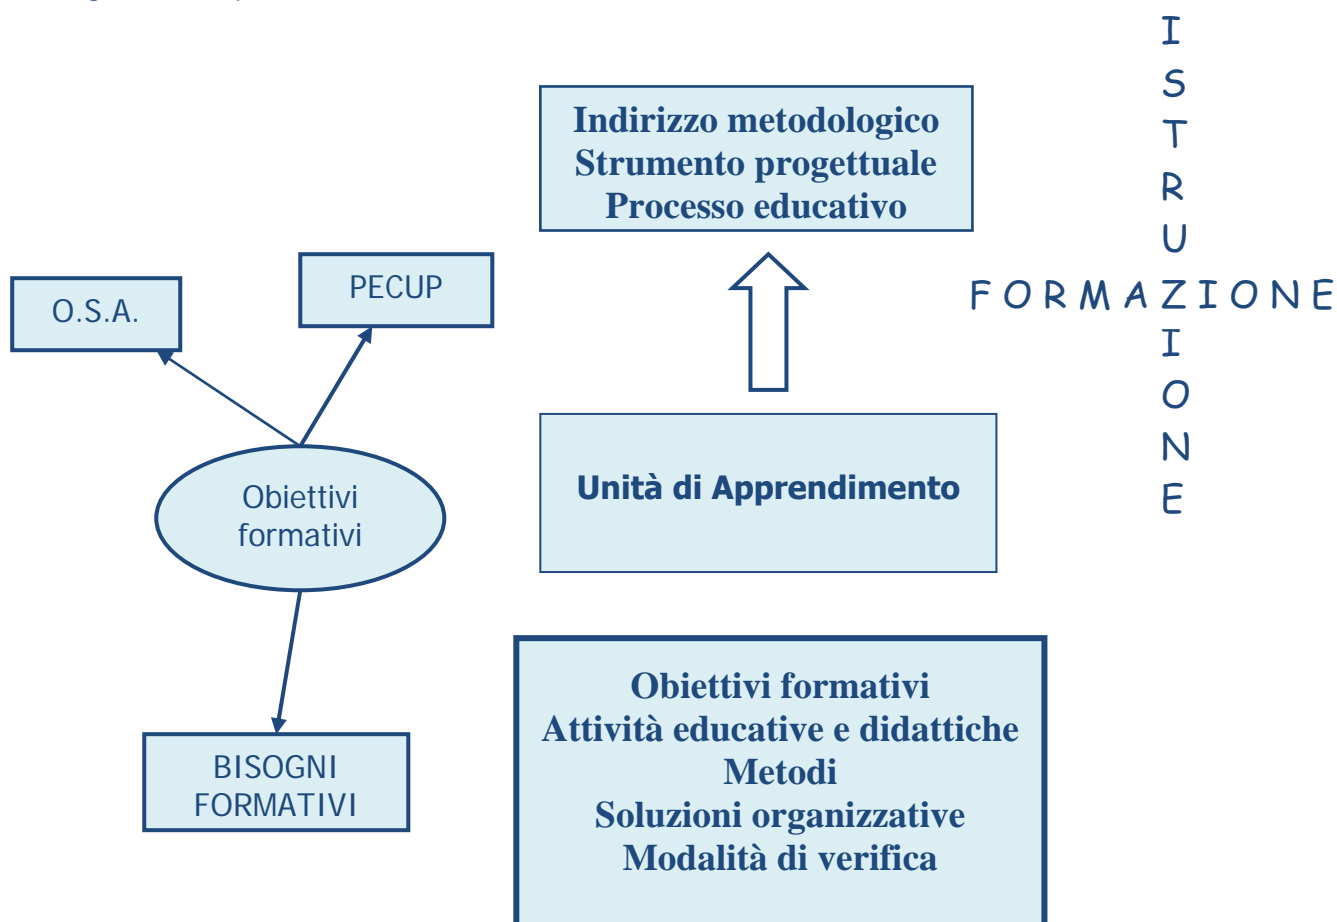 Indirizzo metodologico
Strumento progettuale
Processo educativo
O.S.A.
PECUP
Obiettivi
formativi
BISOGNI
FORMATIVI
Unità di Apprendimento
Obiettivi formativi
Attività educative e didattiche
Metodi
Soluzioni organizzative
Modalità di verifica
ISTRUZIONE
FORMAZIONE